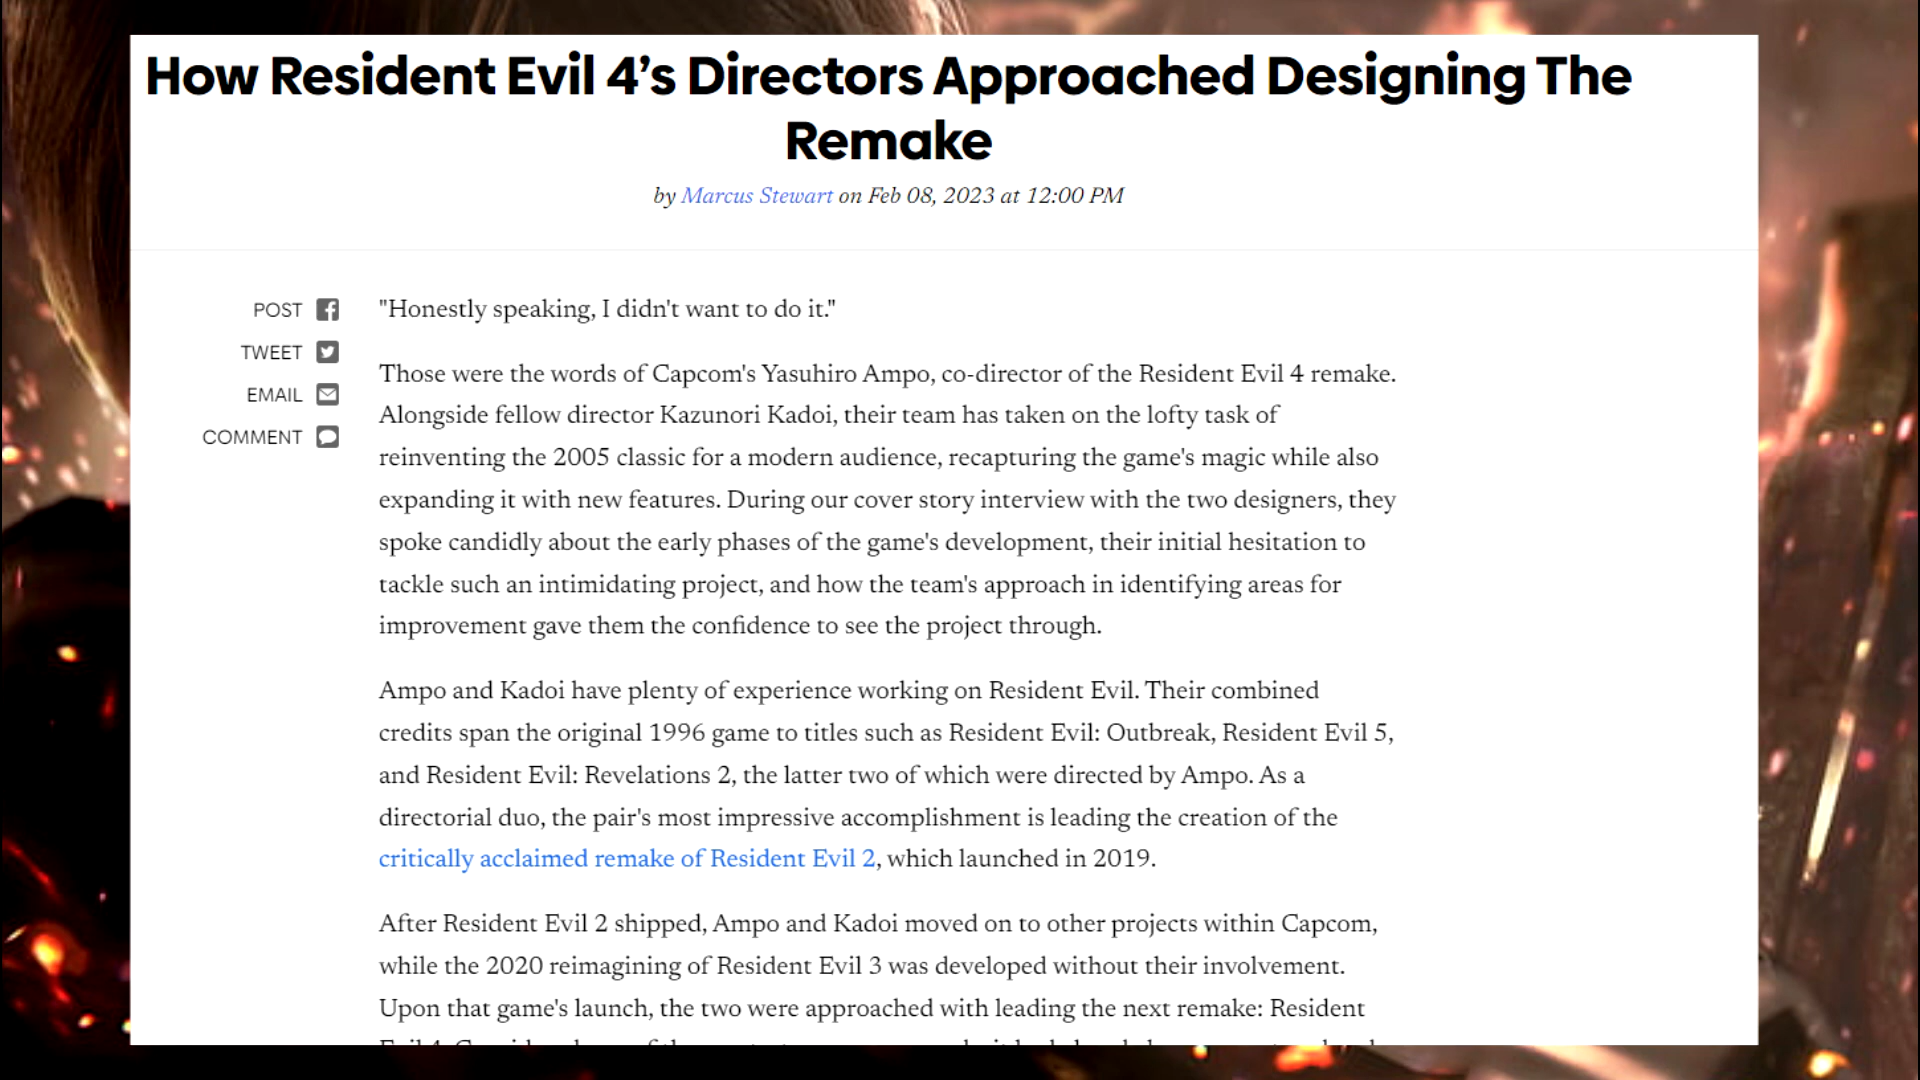 How Resident Evil 4’s Directors Approached Designing The
Remake
by Marcus Stewart on Feb 08, 2023 at 12:00 PM
POST
TWEET
EMAIL
COMMENT
"Honestly speaking, I didn't want to do it."
Those were the words of Capcom's Yasuhiro Ampo, co-director of the Resident Evil 4 remake.
Alongside fellow director Kazunori Kadoi, their team has taken on the lofty task of
reinventing the 2005 classic for a modern audience, recapturing the game's magic while also
expanding it with new features. During our cover story interview with the two designers, they
spoke candidly about the early phases of the game's development, their initial hesitation to
tackle such an intimidating project, and how the team's approach in identifying areas for
improvement gave them the confidence to see the project through.
Ampo and Kadoi have plenty of experience working on Resident Evil. Their combined
credits span the original 1996 game to titles such as Resident Evil: Outbreak, Resident Evil 5,
and Resident Evil: Revelations 2, the latter two of which were directed by Ampo. As a
directorial duo, the pair's most impressive accomplishment is leading the creation of the
critically acclaimed remake of Resident Evil 2, which launched in 2019.
After Resident Evil 2 shipped, Ampo and Kadoi moved on to other projects within Capcom,
while the 2020 reimagining of Resident Evil 3 was developed without their involvement.
Upon that game's launch, the two were approached with leading the next remake: Resident
Evil 4.